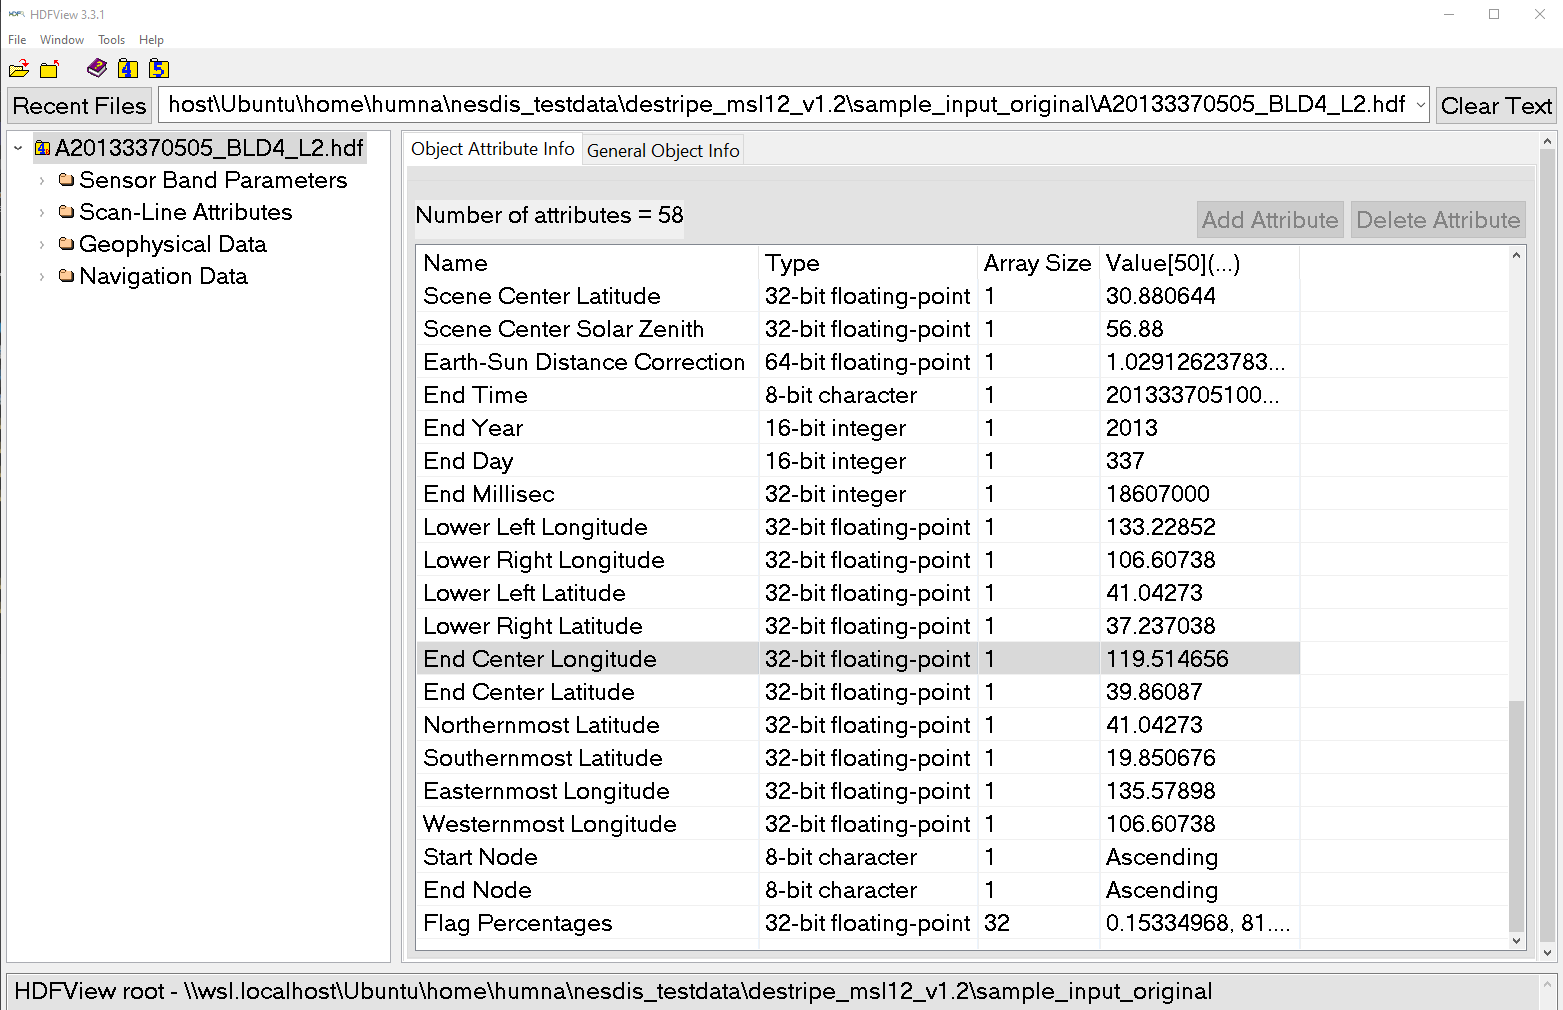 HDFView 3.3.1
File Window Tools Help
Recent Files host\Ubuntu\home\humna\nesdis_testdata\destripe_msl12_v1.2\sample_input_original\A20133370505_BLD4_L2.hdf Clear Text
A20133370505_BLD4_L2.hdf
Sensor Band Parameters
Scan-Line Attributes
Geophysical Data
Navigation Data
Object Attribute Info General Object Info
Number of attributes = 58 Add Attribute Delete Attribute
Name Type Array Size Value[50](...)
Scene Center Latitude 32-bit floating-point 1 30.880644
Scene Center Solar Zenith 32-bit floating-point 1 56.88
Earth-Sun Distance Correction 64-bit floating-point 1 1.02912623783...
End Time 8-bit character 1 201333705100...
End Year 16-bit integer 1 2013
End Day 16-bit integer 1 337
End Millisec 32-bit integer 1 18607000
Lower Left Longitude 32-bit floating-point 1 133.22852
Lower Right Longitude 32-bit floating-point 1 106.60738
Lower Left Latitude 32-bit floating-point 1 41.04273
Lower Right Latitude 32-bit floating-point 1 37.237038
End Center Longitude 32-bit floating-point 1 119.514656
End Center Latitude 32-bit floating-point 1 39.86087
Northernmost Latitude 32-bit floating-point 1 41.04273
Southernmost Latitude 32-bit floating-point 1 19.850676
Easternmost Longitude 32-bit floating-point 1 135.57898
Westernmost Longitude 32-bit floating-point 1 106.60738
Start Node 8-bit character 1 Ascending
End Node 8-bit character 1 Ascending
Flag Percentages 32-bit floating-point 32 0.15334968, 81....
HDFView root - \\wsl.localhost\Ubuntu\home\humna\nesdis_testdata\destripe_msl12_v1.2\sample_input_original